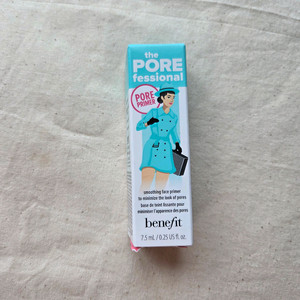 the
PORE
fessional
PORE
PRIMER
smoothing face primer
to minimize the look of pores
base de teint lissante pour
minimiser l'apparence des pores
benefit
7.5 mL / 0.25 US fl. oz.